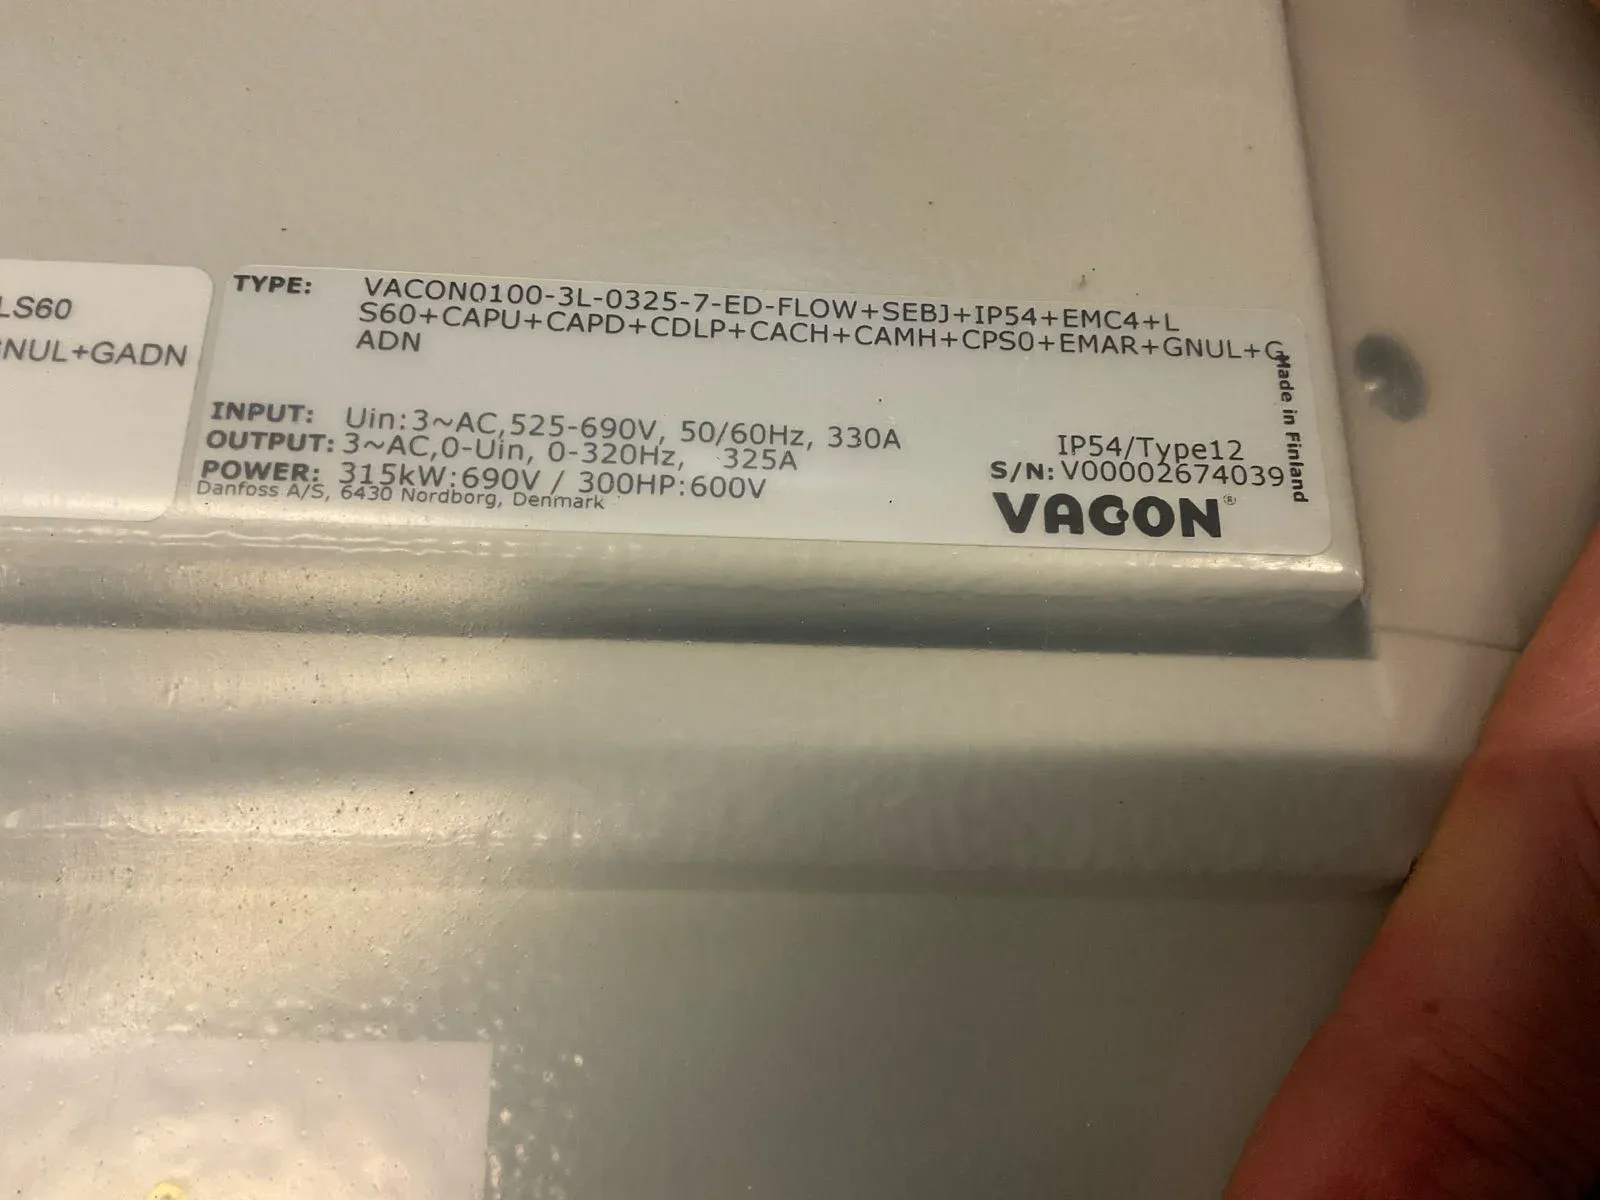 LS60
NUL+GADN
TYPE: VACON0100-3L-0325-7-ED-FLOW+SEBJ+IP54+EMC4+L
S60+CAPU+CAPD+CDLP+CACH+CAMH+CPS0+EMAR+GNUL+G
ADN
INPUT: Uin:3~AC,525-690V, 50/60Hz, 330A
OUTPUT: 3~AC,0-Uin, 0-320Hz, 325A
POWER: 315kW:690V / 300HP:600V
Danfoss A/S, 6430 Nordborg, Denmark
IP54/Type12
S/N: V00002674039
VACON®
Made in Finland